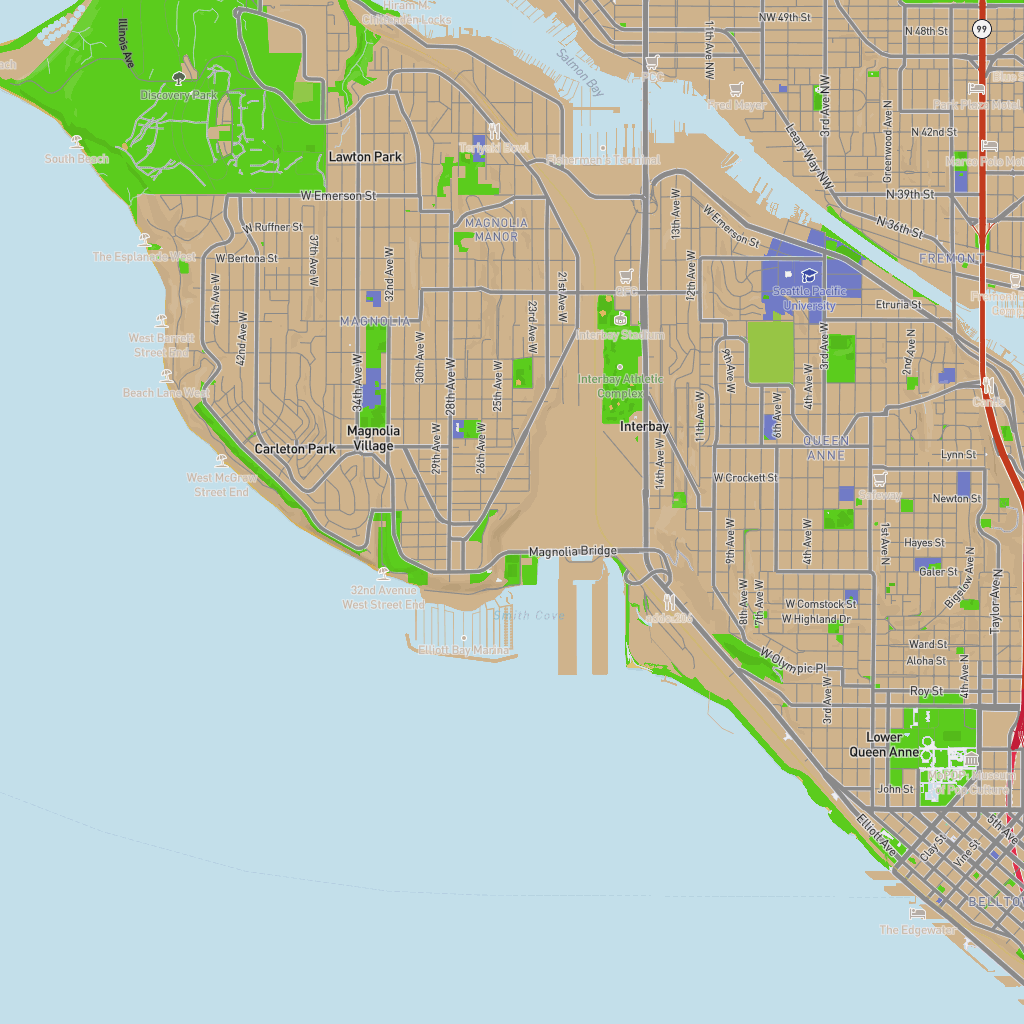 Hiram M.
Chittenden Locks
NW 49th St
N 48th St
99
Illinois Ave
11th Ave NW
Salmon Bay
Discovery Park
Fred Meyer
3rd Ave NW
Greenwood Ave N
Park Plaza Motel
N 42nd St
Leary Way NW
South Beach
Lawton Park
Teriyaki Bowl
Fishermen's Terminal
W Emerson St
N 39th St
MAGNOLIA
MANOR
W Ruffner St
13th Ave W
W Emerson St
N 36th St
The Esplanade West
W Bertona St
37th Ave W
32nd Ave W
12th Ave W
FREMONT
44th Ave W
21st Ave W
Seattle Pacific
University
Etruria St
MAGNOLIA
23rd Ave W
Interbay Stadium
West Barrett
Street End
42nd Ave W
30th Ave W
9th Ave W
3rd Ave W
2nd Ave N
Beach Lane West
34th Ave W
28th Ave W
25th Ave W
Interbay Athletic
Complex
4th Ave W
6th Ave W
11th Ave W
Magnolia
Village
Interbay
Carleton Park
29th Ave W
26th Ave W
14th Ave W
QUEEN
ANNE
Lynn St
West McGraw
Street End
W Crockett St
Safeway
Newton St
9th Ave W
4th Ave W
1st Ave N
Hayes St
Magnolia Bridge
Galer St
Bigelow Ave N
Taylor Ave N
32nd Avenue
West Street End
8th Ave W
7th Ave W
W Comstock St
W Highland Dr
Smith Cove
Elliott Bay Marina
W Olympic Pl
Ward St
Aloha St
4th Ave N
3rd Ave W
Roy St
Lower
Queen Anne
MoPOP, Museum
of Pop Culture
John St
Elliott Ave
Clay St
Vine St
5th Ave
BELLTOW
The Edgewater